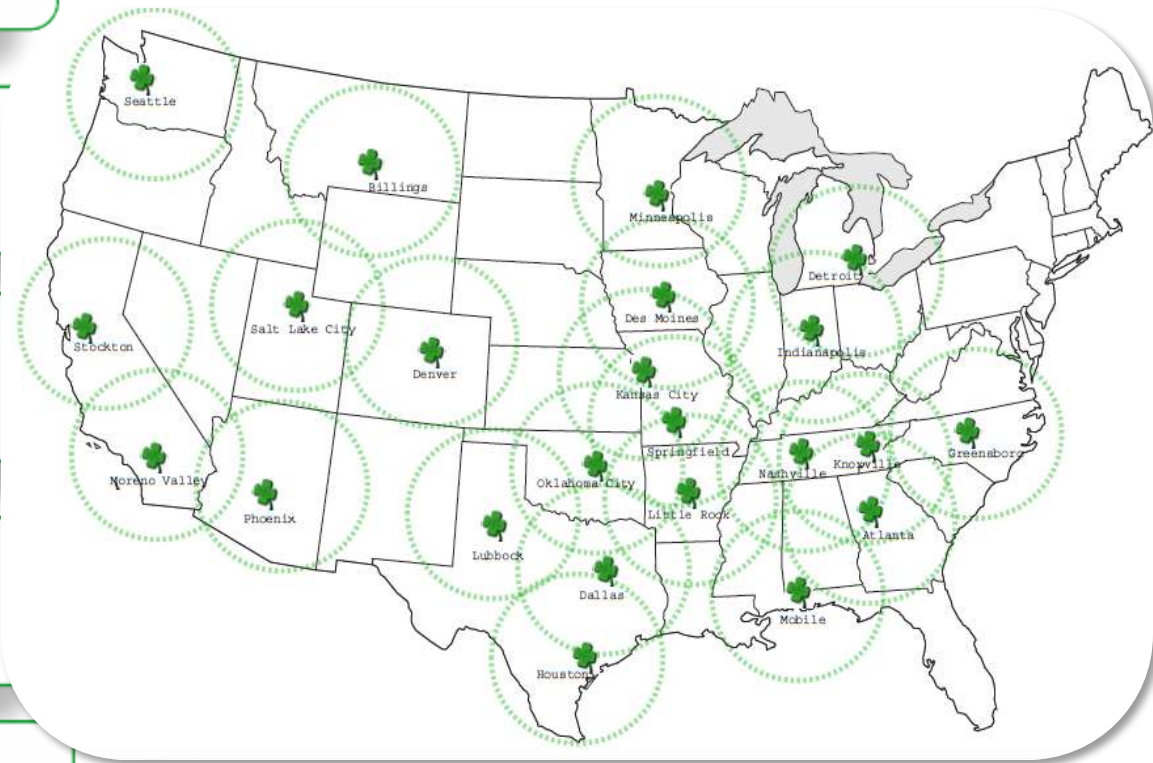 Seattle
Billings
Minneapolis
Detroit
Salt Lake City
Des Moines
Stockton
Indianapolis
Denver
Kansas City
Springfield
Greensboro
Knoxville
Nashville
Moreno Valley
Oklahoma City
Phoenix
Little Rock
Atlanta
Lubbock
Dallas
Mobile
Houston